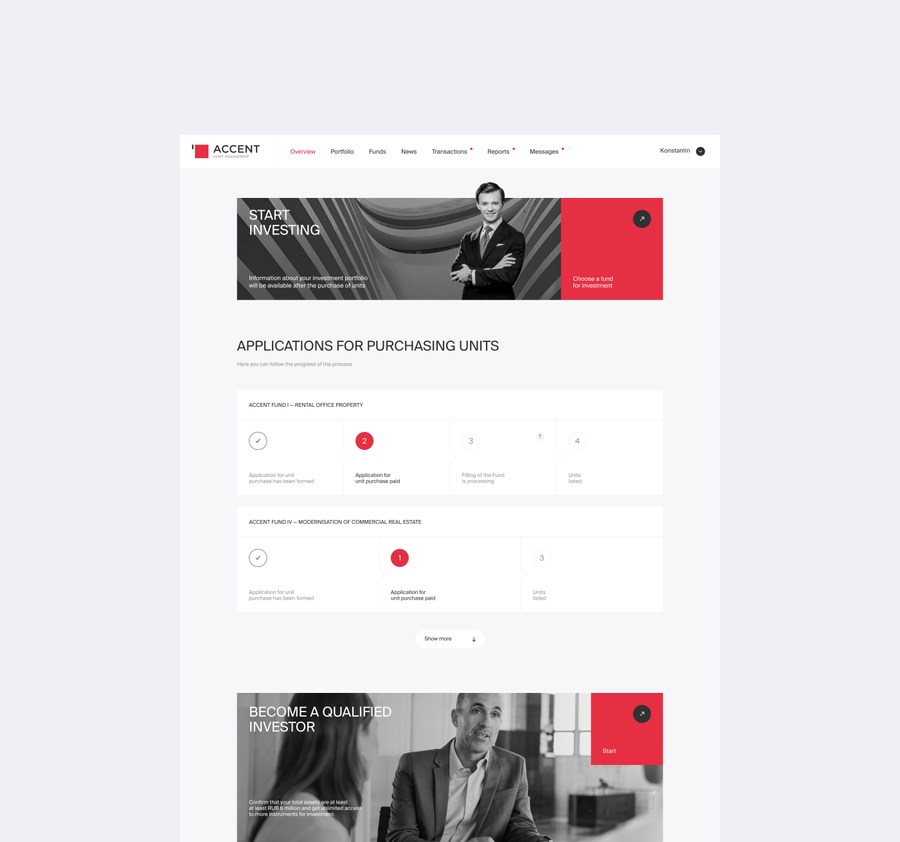 ACCENT
ASSET MANAGEMENT
Overview
Portfolio
Funds
News
Transactions
Reports
Messages
Konstantin
START
INVESTING
Information about your investment portfolio
will be available after the purchase of units
Choose a fund
for investment
APPLICATIONS FOR PURCHASING UNITS
Here you can follow the progress of the process
ACCENT FUND I – RENTAL OFFICE PROPERTY
2
3
?
4
Application for unit
purchase has been formed
Application for
unit purchase paid
Filling of the Fund
is processing
Units
listed
ACCENT FUND IV – MODERNISATION OF COMMERCIAL REAL ESTATE
1
3
Application for unit
purchase has been formed
Application for
unit purchase paid
Units
listed
Show more
BECOME A QUALIFIED
INVESTOR
Start
Confirm that your total assets are at least
at least RUB 6 million and get unlimited access
to more instruments for investment